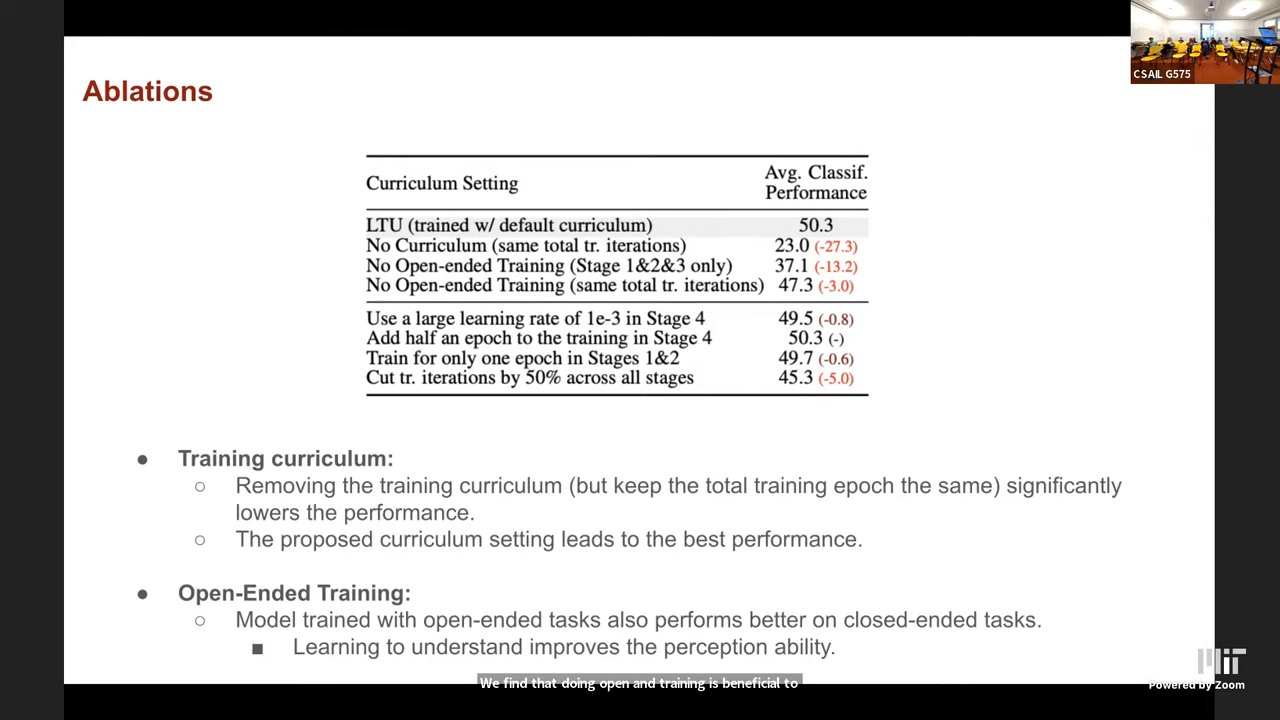 CSAIL G575
Ablations
Curriculum Setting
Avg. Classif.
Performance
LTU (trained w/ default curriculum) 50.3
No Curriculum (same total tr. iterations) 23.0 (-27.3)
No Open-ended Training (Stage 1&2&3 only) 37.1 (-13.2)
No Open-ended Training (same total tr. iterations) 47.3 (-3.0)
Use a large learning rate of 1e-3 in Stage 4 49.5 (-0.8)
Add half an epoch to the training in Stage 4 50.3 (-)
Train for only one epoch in Stages 1&2 49.7 (-0.6)
Cut tr. iterations by 50% across all stages 45.3 (-5.0)
● Training curriculum:
○ Removing the training curriculum (but keep the total training epoch the same) significantly
lowers the performance.
○ The proposed curriculum setting leads to the best performance.
● Open-Ended Training:
○ Model trained with open-ended tasks also performs better on closed-ended tasks.
■ Learning to understand improves the perception ability.
We find that doing open and training is beneficial to
MIT
Powered by Zoom